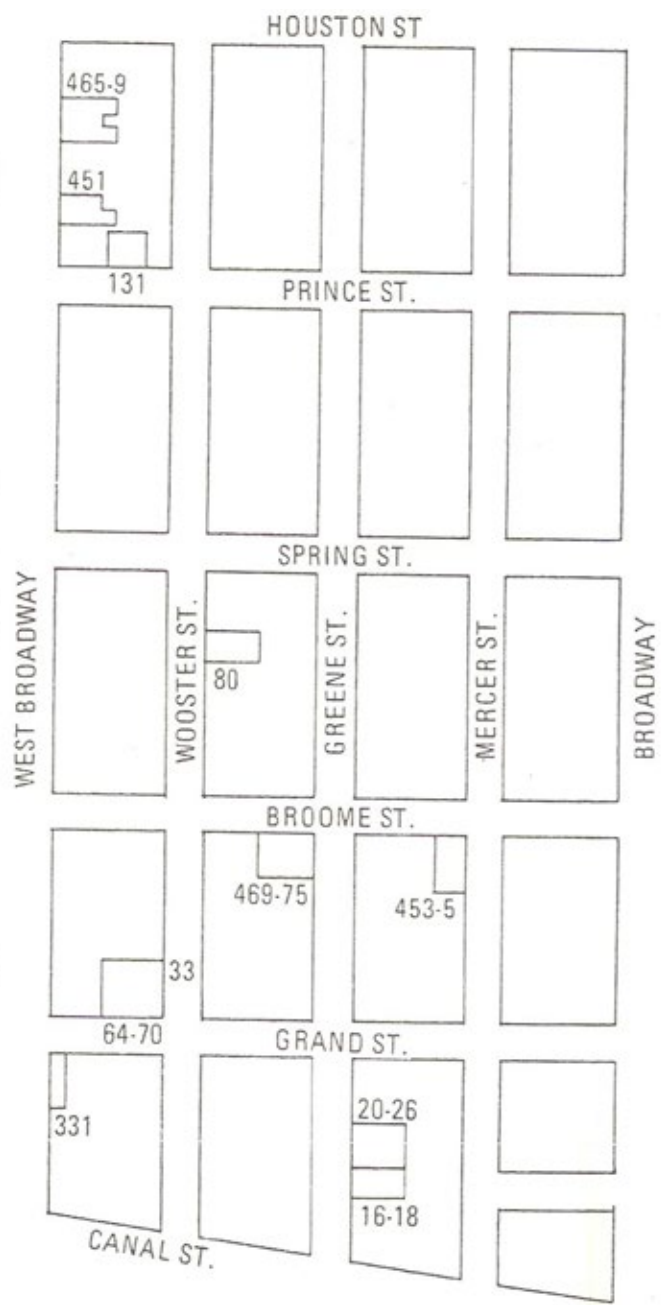 HOUSTON ST
465-9
451
131
PRINCE ST.
SPRING ST.
WEST BROADWAY
WOOSTER ST.
80
GREENE ST.
MERCER ST.
BROADWAY
BROOME ST.
469-75
453-5
33
64-70
GRAND ST.
331
20-26
16-18
CANAL ST.